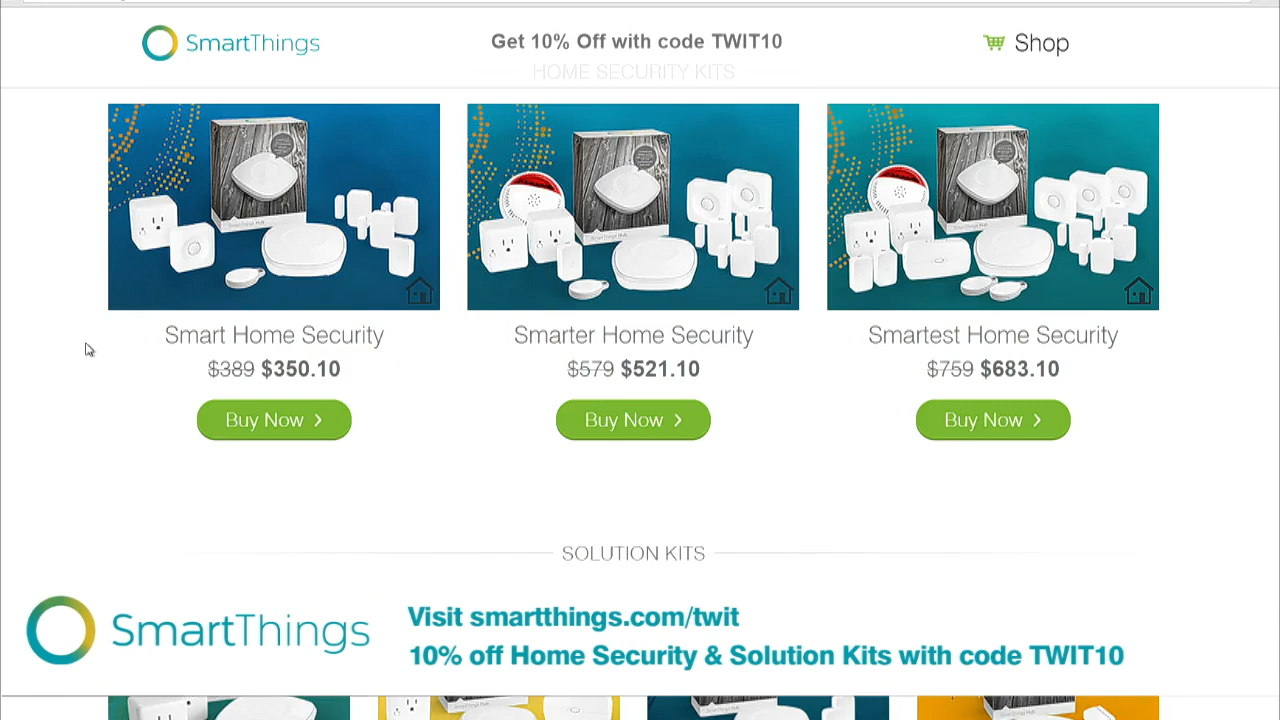 SmartThings
Get 10% Off with code TWIT10
Shop
HOME SECURITY KITS
Smart Home Security
Smarter Home Security
Smartest Home Security
$389 $350.10
$579 $521.10
$759 $683.10
Buy Now
Buy Now
Buy Now
SOLUTION KITS
SmartThings
Visit smartthings.com/twit
10% off Home Security & Solution Kits with code TWIT10